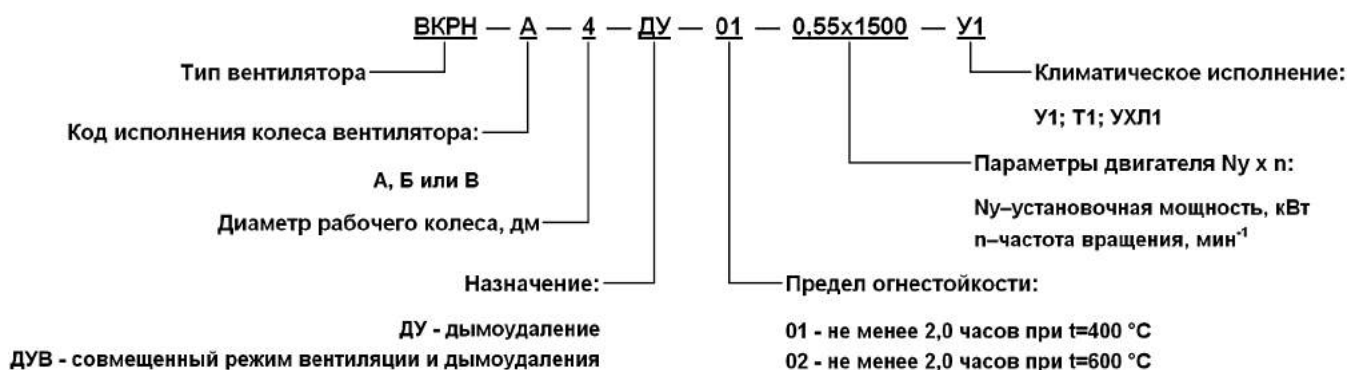 ВКРН — А — 4 — ДУ — 01 — 0,55х1500 — У1
Тип вентилятора
Климатическое исполнение:
У1; Т1; УХЛ1
Код исполнения колеса вентилятора:
А, Б или В
Параметры двигателя Nу х n:
Nу–установочная мощность, кВт
n–частота вращения, мин⁻¹
Диаметр рабочего колеса, дм
Назначение:
ДУ - дымоудаление
ДУВ - совмещенный режим вентиляции и дымоудаления
Предел огнестойкости:
01 - не менее 2,0 часов при t=400 °С
02 - не менее 2,0 часов при t=600 °С